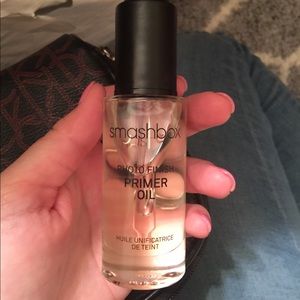 smashbox
PHOTO FINISH
PRIMER
OIL
HUILE UNIFICATRICE
DE TEINT